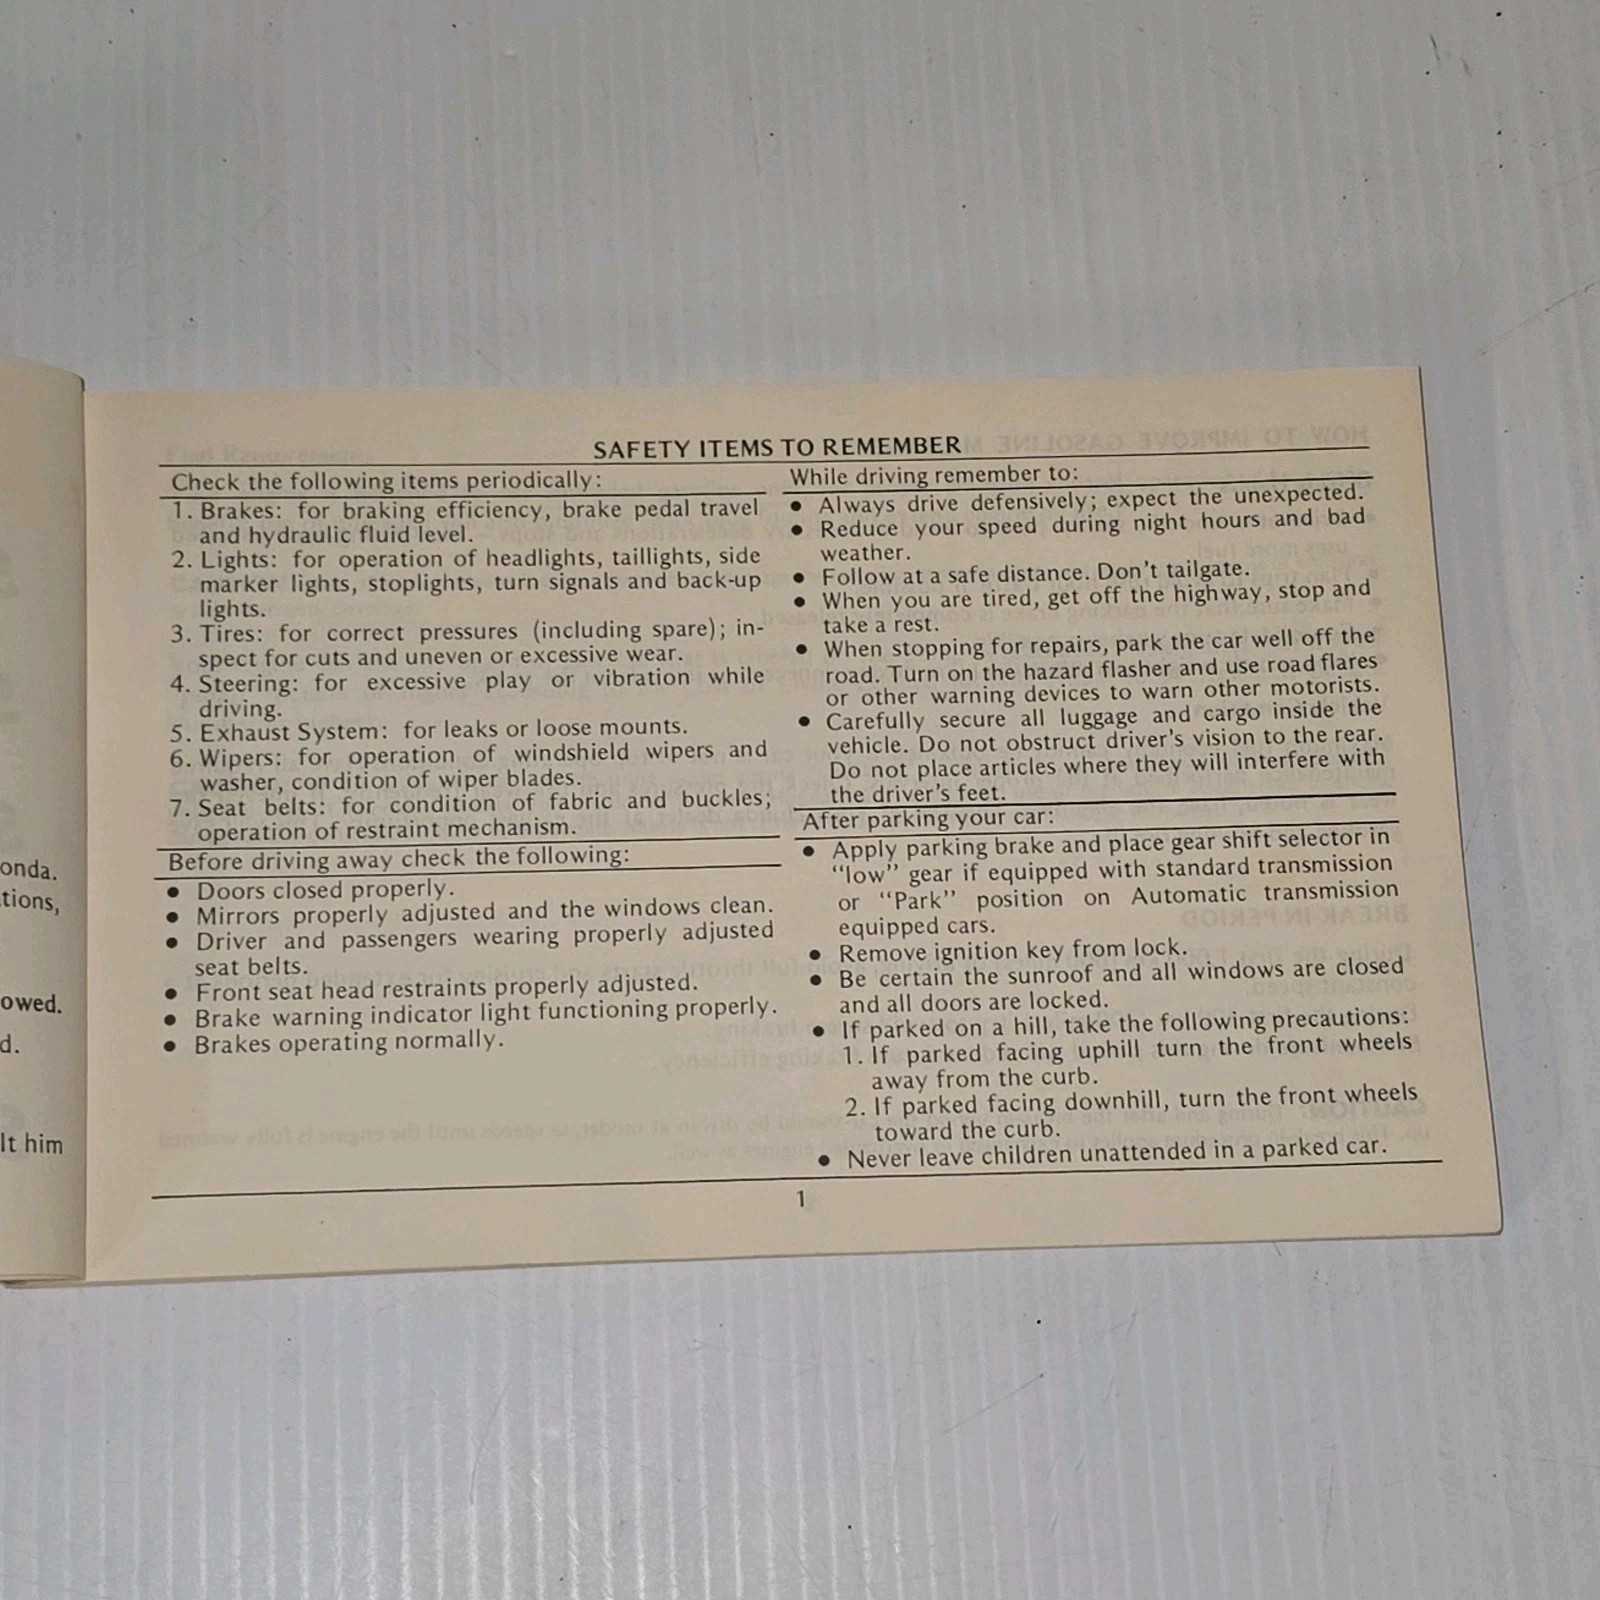 onda.
tions,
owed.
d.
lt him
SAFETY ITEMS TO REMEMBER
Check the following items periodically:
1. Brakes: for braking efficiency, brake pedal travel
and hydraulic fluid level.
2. Lights: for operation of headlights, taillights, side
marker lights, stoplights, turn signals and back-up
lights.
3. Tires: for correct pressures (including spare); in-
spect for cuts and uneven or excessive wear.
4. Steering: for excessive play or vibration while
driving.
5. Exhaust System: for leaks or loose mounts.
6. Wipers: for operation of windshield wipers and
washer, condition of wiper blades.
7. Seat belts: for condition of fabric and buckles;
operation of restraint mechanism.
Before driving away check the following:
• Doors closed properly.
• Mirrors properly adjusted and the windows clean.
• Driver and passengers wearing properly adjusted
seat belts.
• Front seat head restraints properly adjusted.
• Brake warning indicator light functioning properly.
• Brakes operating normally.
While driving remember to:
• Always drive defensively; expect the unexpected.
• Reduce your speed during night hours and bad
weather.
• Follow at a safe distance. Don't tailgate.
• When you are tired, get off the highway, stop and
take a rest.
• When stopping for repairs, park the car well off the
road. Turn on the hazard flasher and use road flares
or other warning devices to warn other motorists.
• Carefully secure all luggage and cargo inside the
vehicle. Do not obstruct driver's vision to the rear.
Do not place articles where they will interfere with
the driver's feet.
After parking your car:
• Apply parking brake and place gear shift selector in
"low" gear if equipped with standard transmission
or "Park" position on Automatic transmission
equipped cars.
• Remove ignition key from lock.
• Be certain the sunroof and all windows are closed
and all doors are locked.
• If parked on a hill, take the following precautions:
1. If parked facing uphill turn the front wheels
away from the curb.
2. If parked facing downhill, turn the front wheels
toward the curb.
• Never leave children unattended in a parked car.
1